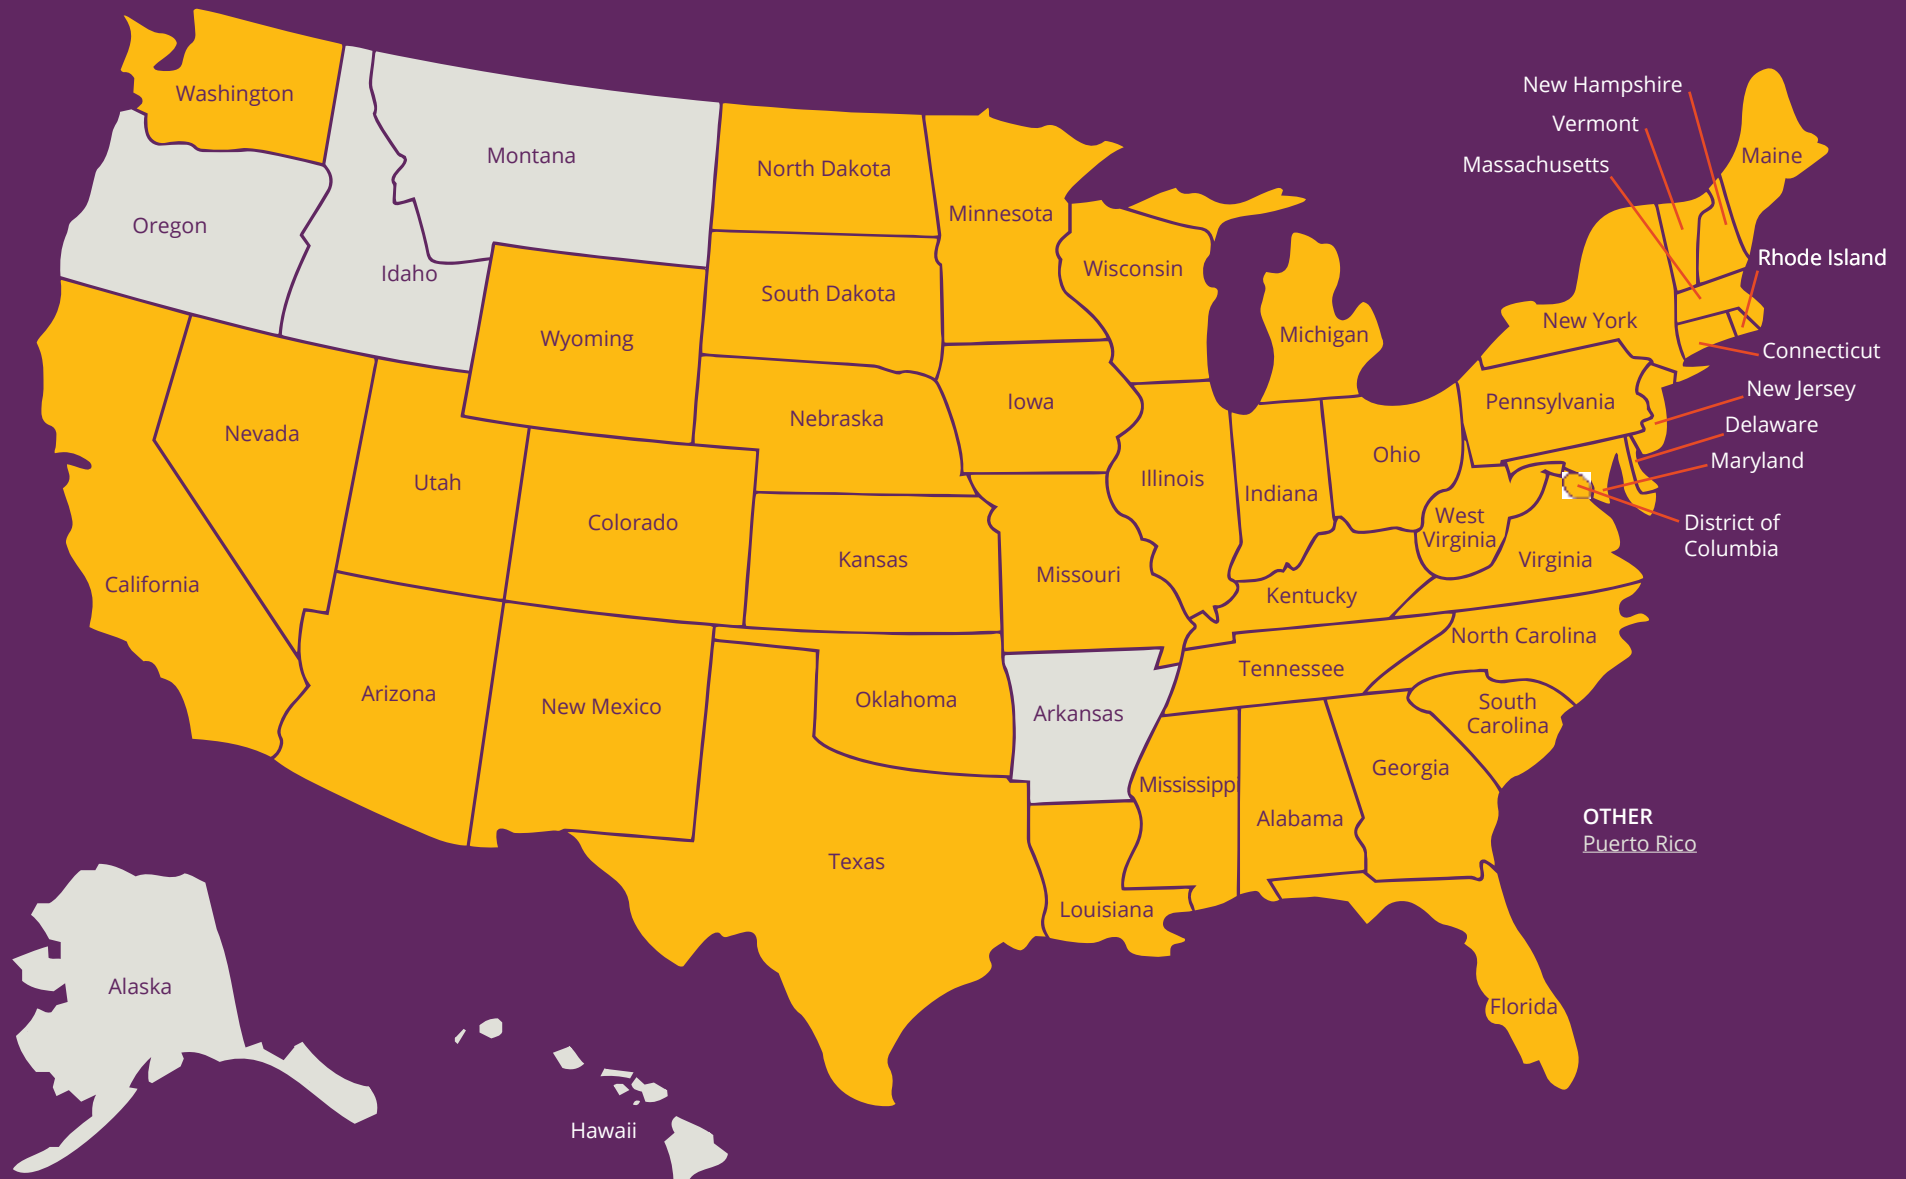 Washington
Montana
North Dakota
Minnesota
Oregon
Idaho
Wyoming
South Dakota
Wisconsin
Michigan
New Hampshire
Vermont
Massachusetts
Maine
Rhode Island
New York
Connecticut
New Jersey
Pennsylvania
Delaware
Maryland
District of
Columbia
Nevada
Utah
Colorado
Nebraska
Iowa
Illinois
Indiana
Ohio
West
Virginia
Virginia
California
Kansas
Missouri
Kentucky
North Carolina
Tennessee
Arizona
New Mexico
Oklahoma
Arkansas
South
Carolina
Mississipp
Alabama
Georgia
Texas
Louisiana
Florida
OTHER
Puerto Rico
Alaska
Hawaii